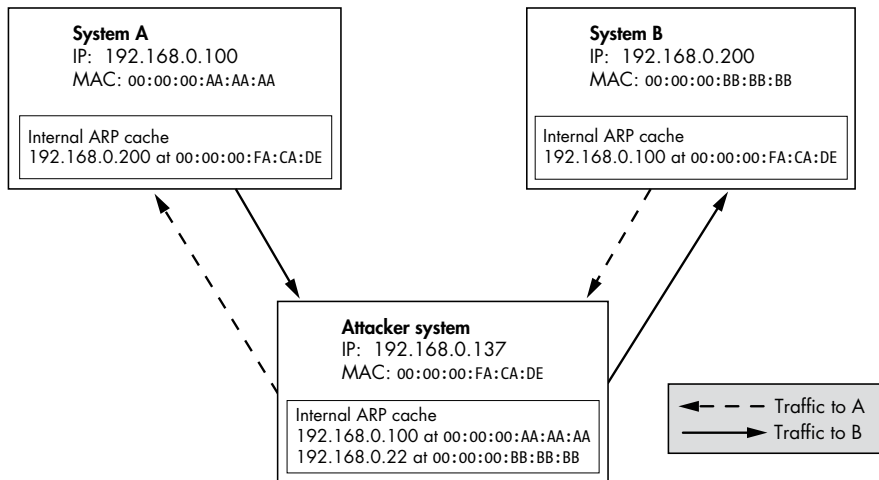 System A
IP: 192.168.0.100
MAC: 00:00:00:AA:AA:AA
Internal ARP cache
192.168.0.200 at 00:00:00:FA:CA:DE
System B
IP: 192.168.0.200
MAC: 00:00:00:BB:BB:BB
Internal ARP cache
192.168.0.100 at 00:00:00:FA:CA:DE
Attacker system
IP: 192.168.0.137
MAC: 00:00:00:FA:CA:DE
Internal ARP cache
192.168.0.100 at 00:00:00:AA:AA:AA
192.168.0.22 at 00:00:00:BB:BB:BB
Traffic to A
Traffic to B